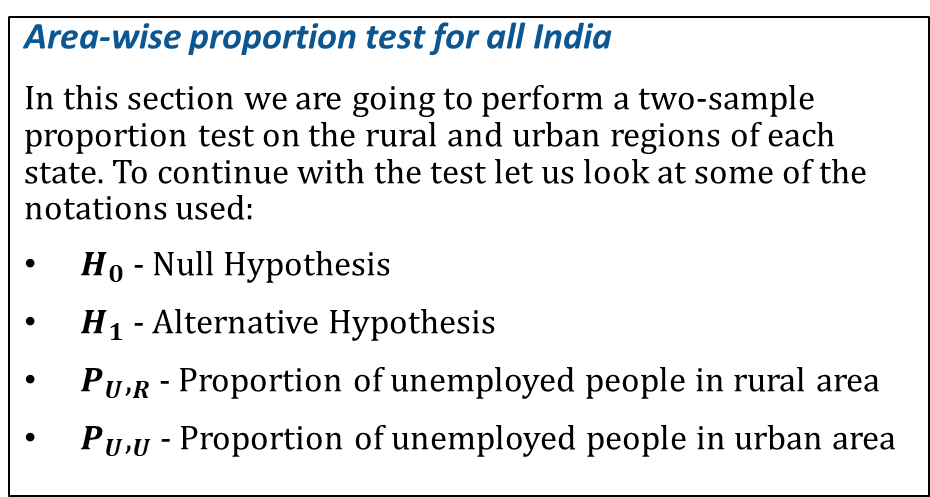 Area-wise proportion test for all India
In this section we are going to perform a two-sample
proportion test on the rural and urban regions of each
state. To continue with the test let us look at some of the
notations used:
• H₀ - Null Hypothesis
• H₁ - Alternative Hypothesis
• P_U,R - Proportion of unemployed people in rural area
• P_U,U - Proportion of unemployed people in urban area